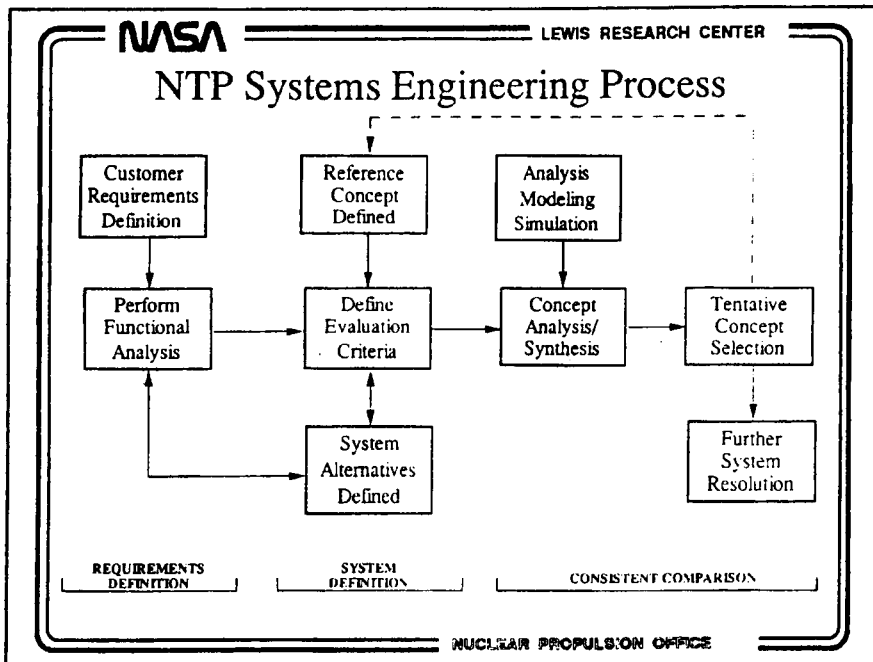 NASA
LEWIS RESEARCH CENTER
NTP Systems Engineering Process
Customer
Requirements
Definition
Reference
Concept
Defined
Analysis
Modeling
Simulation
Perform
Functional
Analysis
Define
Evaluation
Criteria
Concept
Analysis/
Synthesis
Tentative
Concept
Selection
System
Alternatives
Defined
Further
System
Resolution
REQUIREMENTS
DEFINITION
SYSTEM
DEFINITION
CONSISTENT COMPARISON
NUCLEAR PROPULSION OFFICE